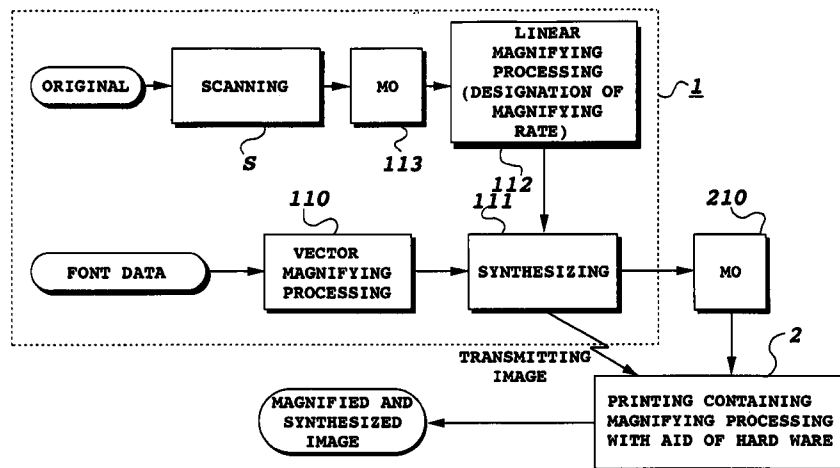 LINEAR
MAGNIFYING
PROCESSING
(DESIGNATION OF
MAGNIFYING
RATE)
ORIGINAL
SCANNING
MO
1
S
113
112
111
110
210
FONT DATA
VECTOR
MAGNIFYING
PROCESSING
SYNTHESIZING
MO
TRANSMITTING
IMAGE
2
MAGNIFIED AND
SYNTHESIZED
IMAGE
PRINTING CONTAINING
MAGNIFYING PROCESSING
WITH AID OF HARD WARE